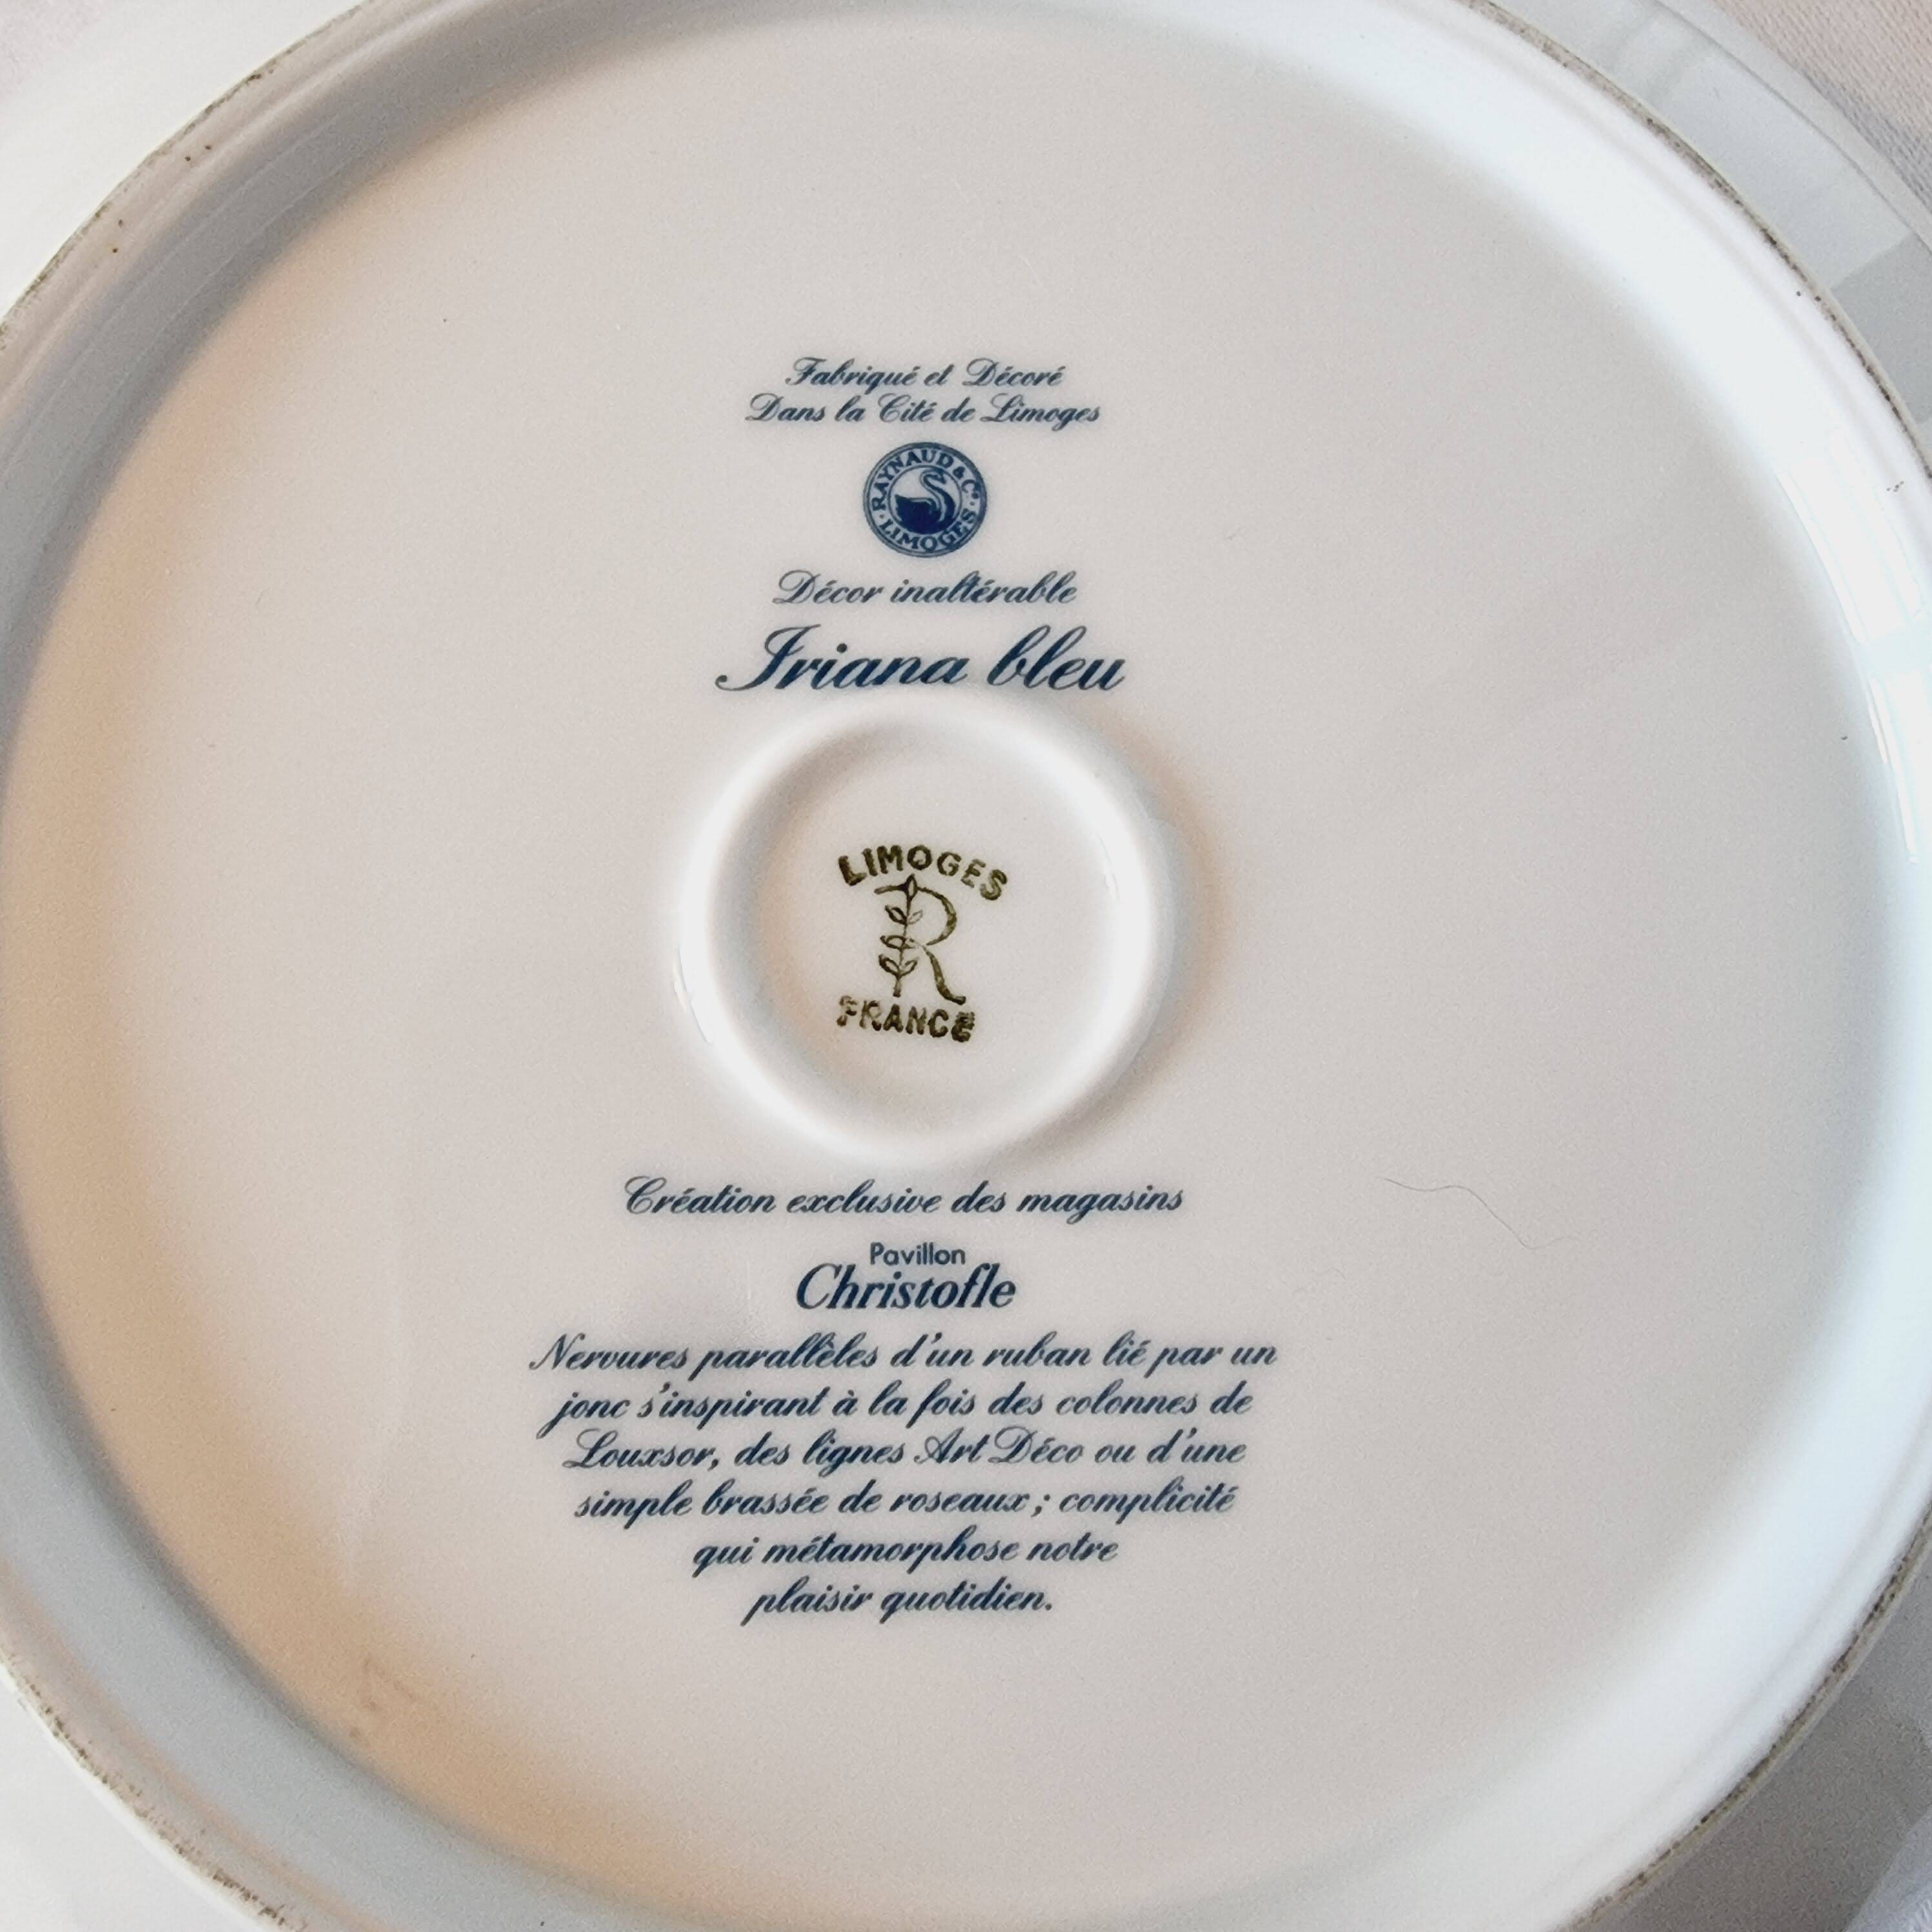 Fabriqué et Décoré
Dans la Cité de Limoges
RAYNAUD & Cº
· LIMOGES ·
Décor inaltérable
Iriana bleu
LIMOGES
R
FRANCE
Création exclusive des magasins
Pavillon
Christofle
Nervures parallèles d'un ruban lié par un
jonc s'inspirant à la fois des colonnes de
Louxsor, des lignes Art Déco ou d'une
simple brassée de roseaux ; complicité
qui métamorphose notre
plaisir quotidien.